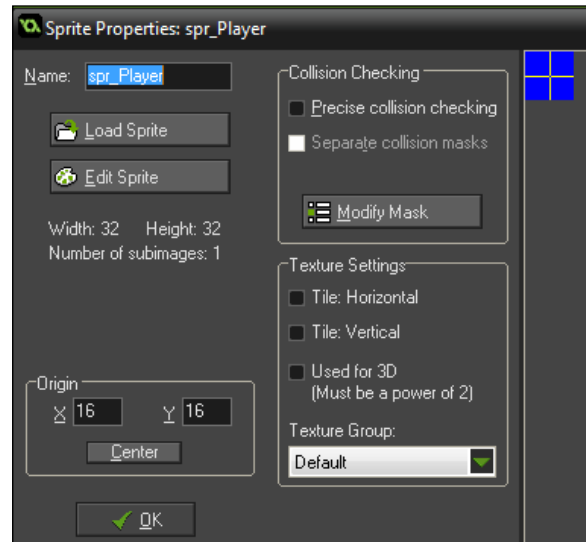 Sprite Properties: spr_Player
Name: spr_Player
Load Sprite
Edit Sprite
Width: 32 Height: 32
Number of subimages: 1
Origin
X 16 Y 16
Center
OK
Collision Checking
Precise collision checking
Separate collision masks
Modify Mask
Texture Settings
Tile: Horizontal
Tile: Vertical
Used for 3D
(Must be a power of 2)
Texture Group:
Default